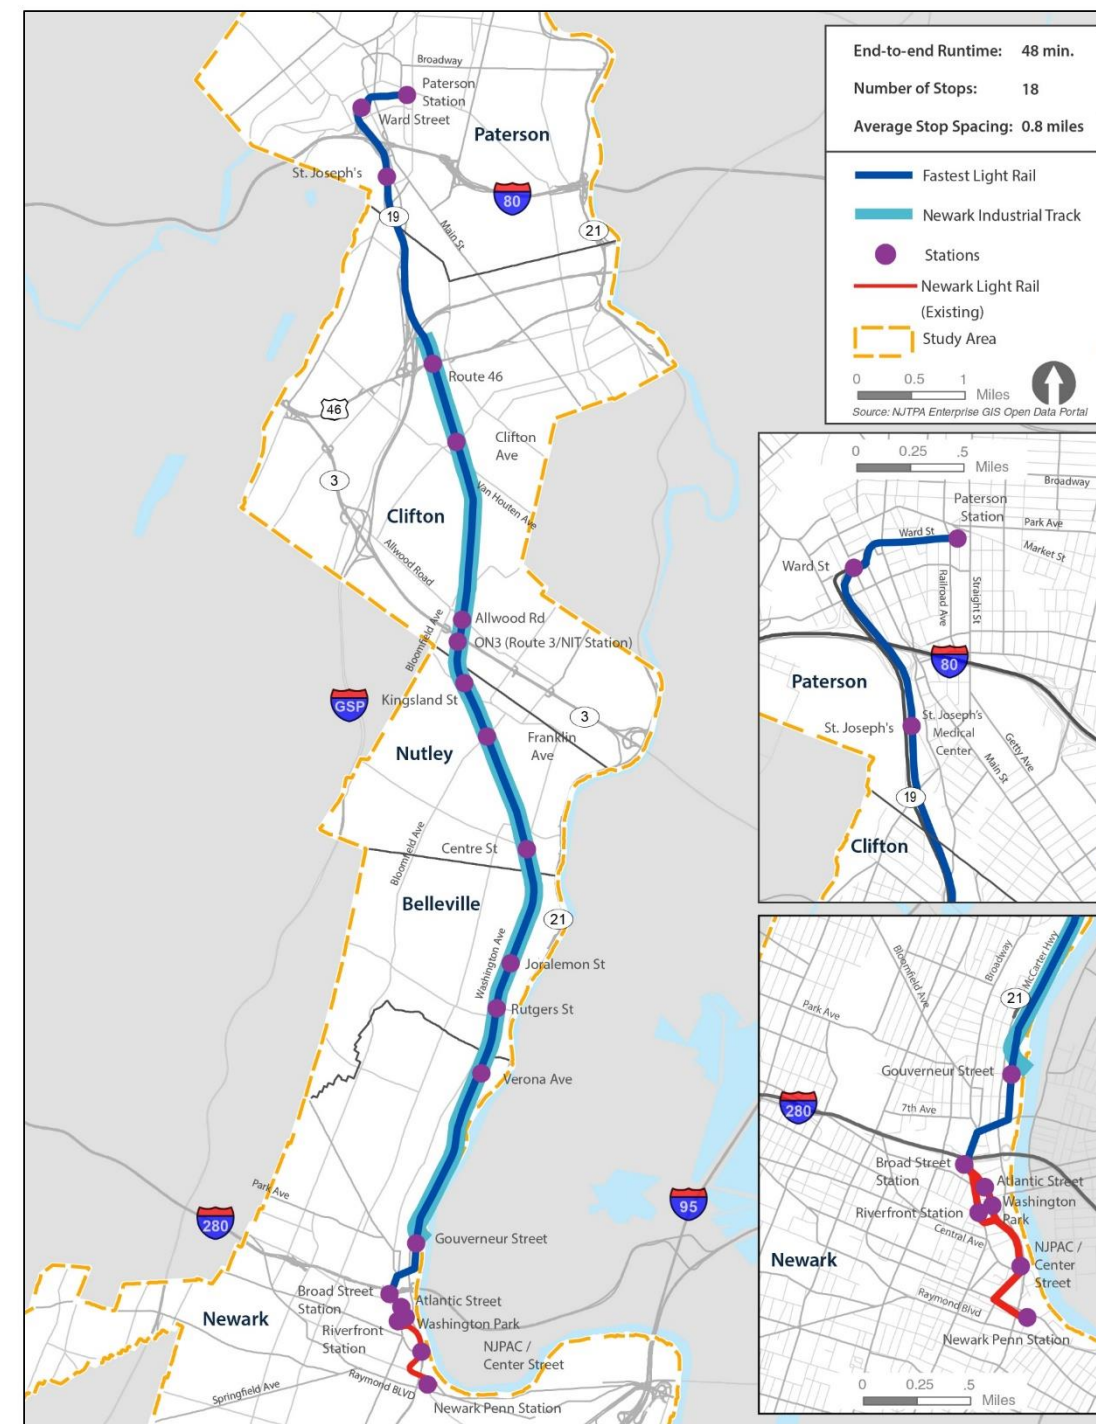 Broadway
Paterson
Station
Ward Street
Paterson
St. Joseph's
80
19
Main St
21
Route 46
46
Clifton
Ave
3
Van Houten Ave
Clifton
Allwood Road
Allwood Rd
Bloomfield Ave
ON3 (Route 3/NIT Station)
Kingsland St
GSP
3
Franklin
Ave
Nutley
Bloomfield Ave
Centre St
Belleville
21
Washington Ave
Joralemon St
Rutgers St
Verona Ave
Park Ave
95
280
Gouverneur Street
Broad Street
Station
Atlantic Street
Newark
Washington Park
Riverfront
Station
NJPAC /
Center Street
Raymond BLVD
Springfield Ave
Newark Penn Station
End-to-end Runtime: 48 min.
Number of Stops: 18
Average Stop Spacing: 0.8 miles
Fastest Light Rail
Newark Industrial Track
Stations
Newark Light Rail
(Existing)
Study Area
0 0.5 1
Miles
Source: NJTPA Enterprise GIS Open Data Portal
0 0.25 .5
Miles
Broadway
Paterson
Station
Park Ave
Ward St
Market St
Ward St
Railroad Ave
Straight St
80
Paterson
St. Joseph's
St. Joseph's
Medical
Center
Getty Ave
Main St
19
Clifton
Bloomfield Ave
Broadway
McCarter Hwy
21
Park Ave
Gouverneur Street
280
7th Ave
Broad Street
Station
Atlantic Street
Washington
Park
Riverfront Station
Central Ave
NJPAC /
Center
Street
Newark
Raymond Blvd
Newark Penn Station
0 0.25 .5
Miles